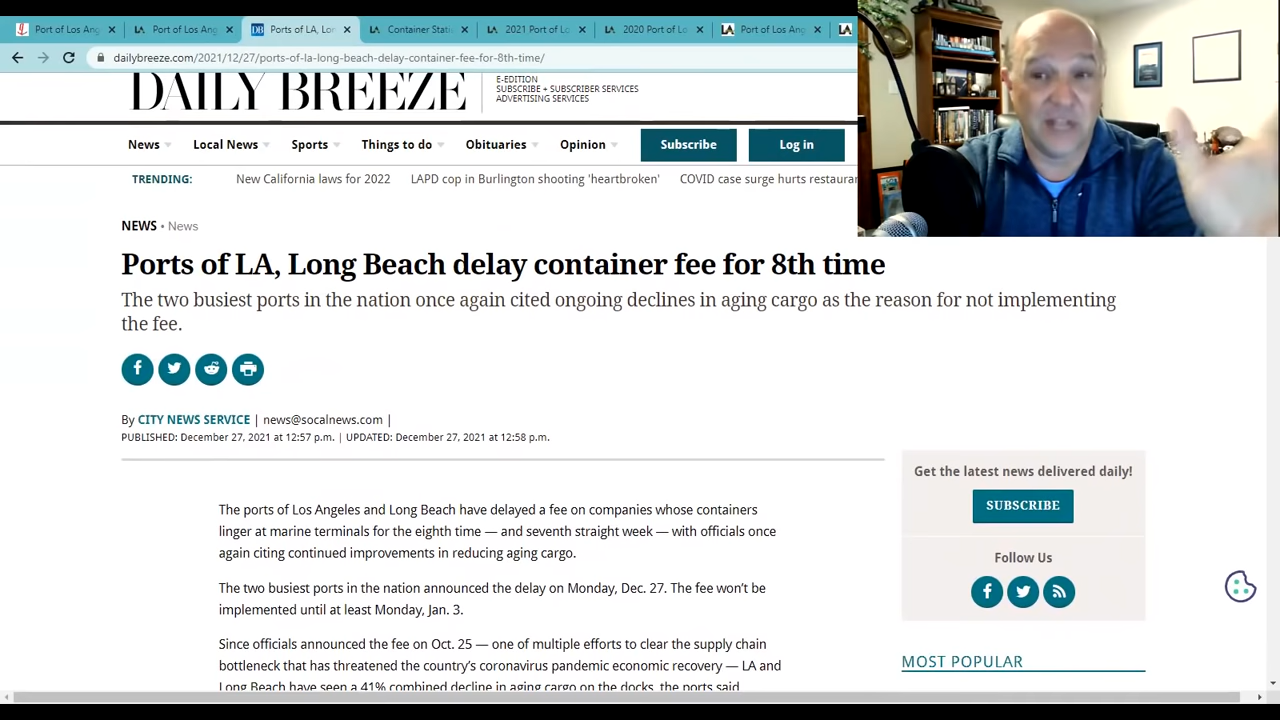 Port of Los Ang
Port of Los Ang
DB
Ports of LA, Lon
Container Stati
2021 Port of Lo
2020 Port of Lo
Port of Los Ang
dailybreeze.com/2021/12/27/ports-of-la-long-beach-delay-container-fee-for-8th-time/
DAILY BREEZE
E-EDITION
SUBSCRIBE + SUBSCRIBER SERVICES
ADVERTISING SERVICES
News
Local News
Sports
Things to do
Obituaries
Opinion
Subscribe
Log in
TRENDING:
New California laws for 2022
LAPD cop in Burlington shooting 'heartbroken'
COVID case surge hurts restaurar
NEWS • News
Ports of LA, Long Beach delay container fee for 8th time
The two busiest ports in the nation once again cited ongoing declines in aging cargo as the reason for not implementing
the fee.
By CITY NEWS SERVICE | news@socalnews.com |
PUBLISHED: December 27, 2021 at 12:57 p.m. | UPDATED: December 27, 2021 at 12:58 p.m.
The ports of Los Angeles and Long Beach have delayed a fee on companies whose containers
linger at marine terminals for the eighth time — and seventh straight week — with officials once
again citing continued improvements in reducing aging cargo.
The two busiest ports in the nation announced the delay on Monday, Dec. 27. The fee won't be
implemented until at least Monday, Jan. 3.
Since officials announced the fee on Oct. 25 — one of multiple efforts to clear the supply chain
bottleneck that has threatened the country's coronavirus pandemic economic recovery — LA and
Long Beach have seen a 41% combined decline in aging cargo on the docks, the ports said
Get the latest news delivered daily!
SUBSCRIBE
Follow Us
MOST POPULAR